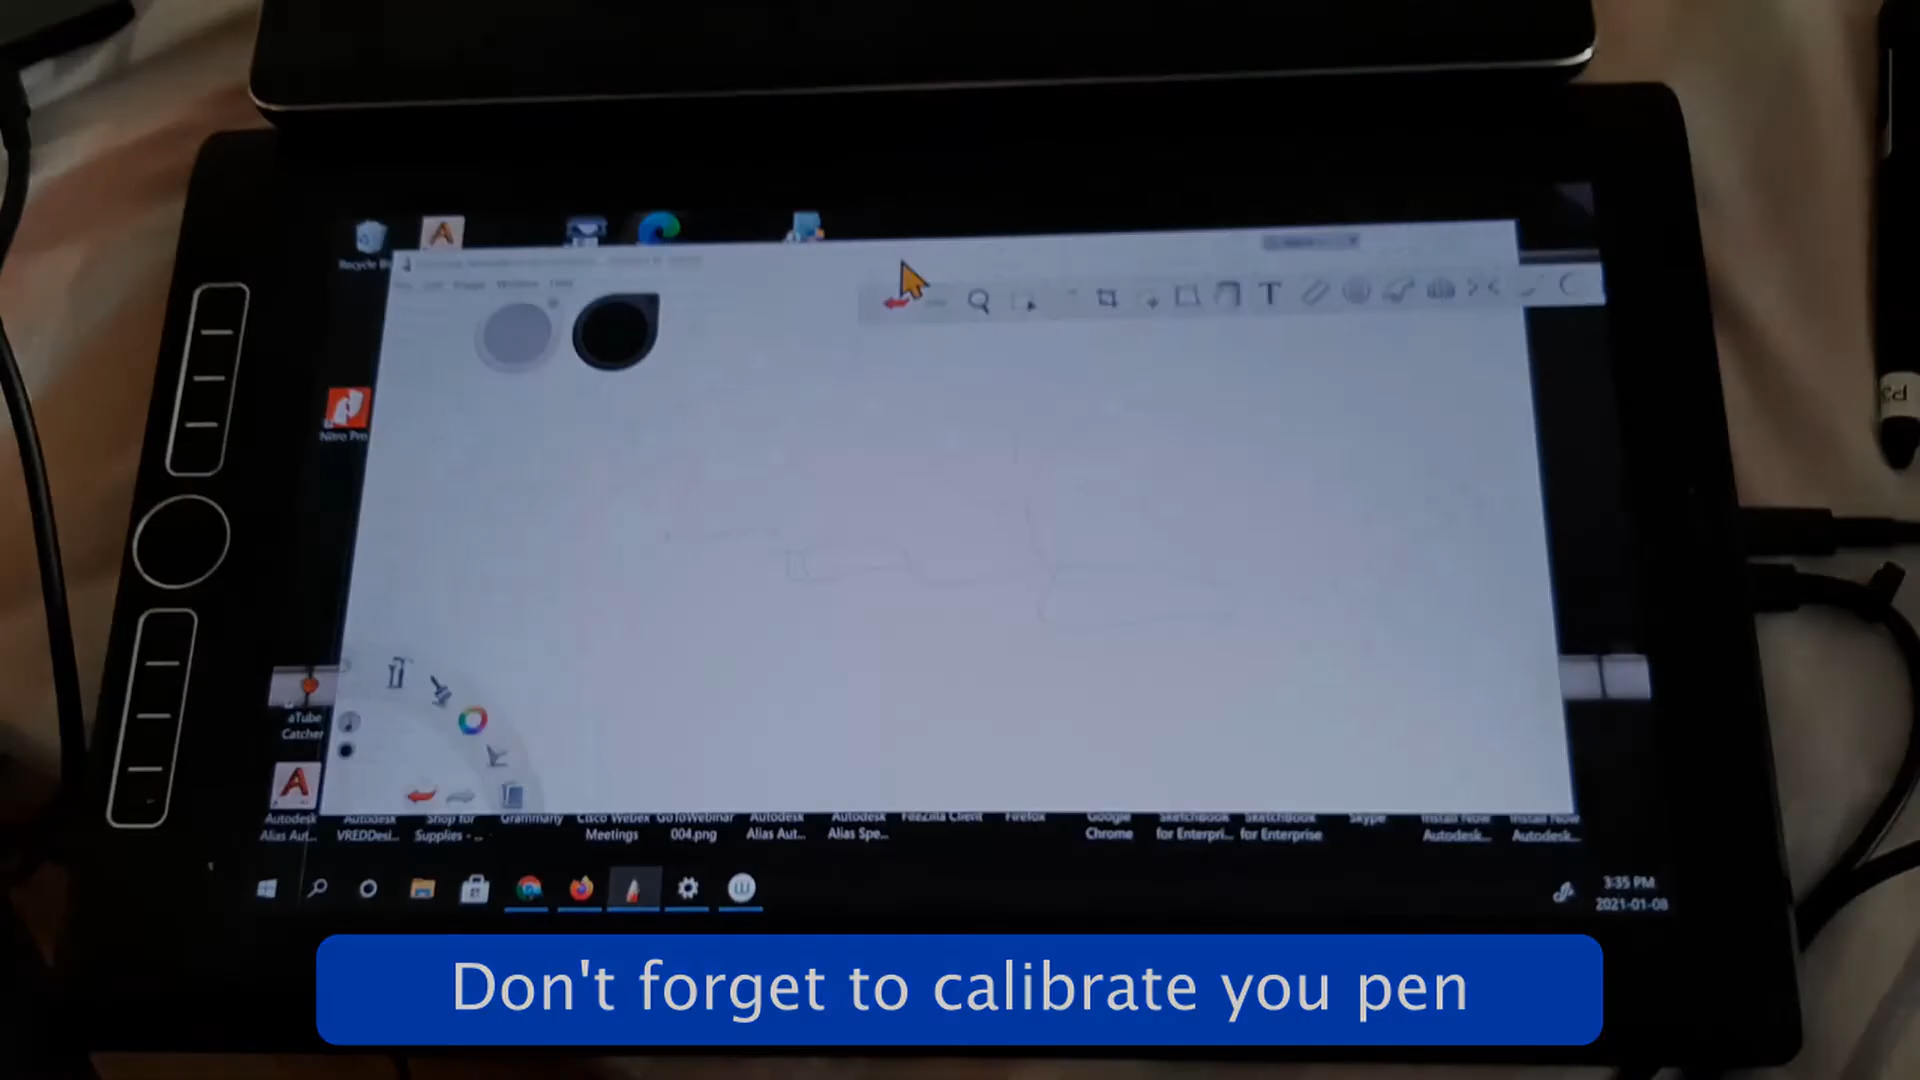 Recycle Bi
T
Nitro Pro
aTube
Catcher
Autodesk
Alias Aut...
Autodesk
VREDDesi...
Shop for
Supplies - ...
Grammarly
Cisco Webex
Meetings
GoToWebinar
004.png
Autodesk
Alias Aut...
Autodesk
Alias Spe...
FileZilla Client
Firefox
Google
Chrome
SketchBook
for Enterpri...
SketchBook
for Enterprise
Skype
Install Now
Autodesk...
Install Now
Autodesk...
3:35 PM
2021-01-08
P3
Don't forget to calibrate you pen